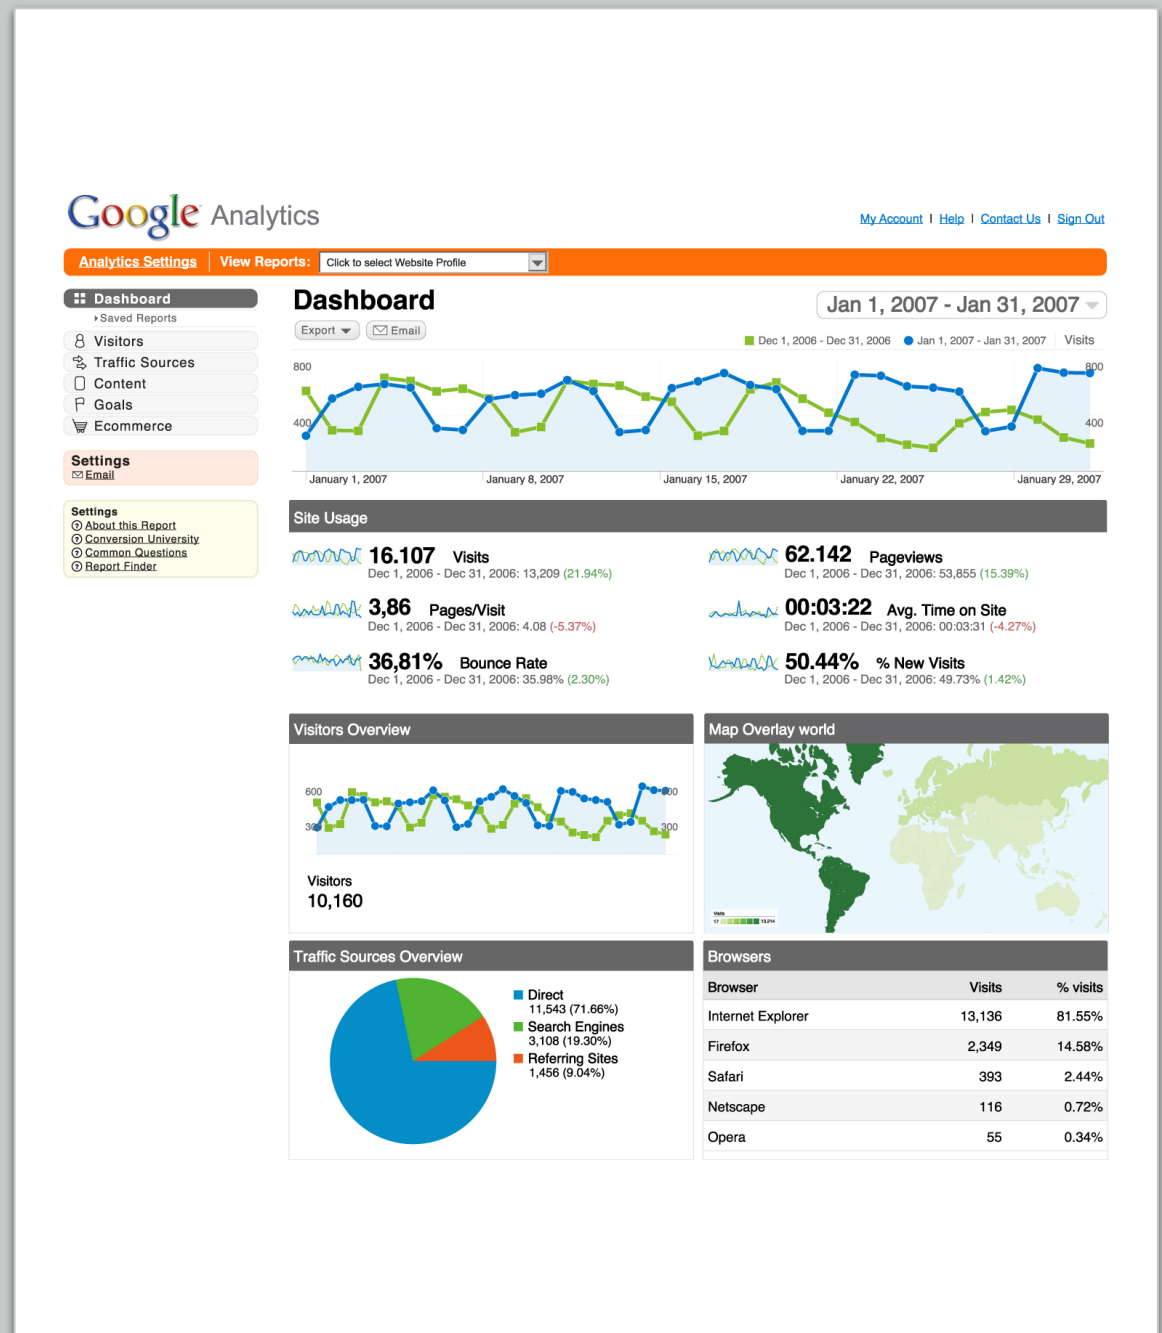 Google Analytics
My Account | Help | Contact Us | Sign Out
Analytics Settings View Reports: Click to select Website Profile
Dashboard
Saved Reports
Visitors
Traffic Sources
Content
Goals
Ecommerce
Settings
Email
Settings
About this Report
Conversion University
Common Questions
Report Finder
Dashboard
Jan 1, 2007 - Jan 31, 2007
Export Email
Dec 1, 2006 - Dec 31, 2006 Jan 1, 2007 - Jan 31, 2007 Visits
800 800
400 400
January 1, 2007 January 8, 2007 January 15, 2007 January 22, 2007 January 29, 2007
Site Usage
16.107 Visits
Dec 1, 2006 - Dec 31, 2006: 13,209 (21.94%)
62.142 Pageviews
Dec 1, 2006 - Dec 31, 2006: 53,855 (15.39%)
3,86 Pages/Visit
Dec 1, 2006 - Dec 31, 2006: 4.08 (-5.37%)
00:03:22 Avg. Time on Site
Dec 1, 2006 - Dec 31, 2006: 00:03:31 (-4.27%)
36,81% Bounce Rate
Dec 1, 2006 - Dec 31, 2006: 35.98% (2.30%)
50.44% % New Visits
Dec 1, 2006 - Dec 31, 2006: 49.73% (1.42%)
Visitors Overview
600 600
300 300
Visitors
10,160
Map Overlay world
Visits
17 13,214
Traffic Sources Overview
Direct
11,543 (71.66%)
Search Engines
3,108 (19.30%)
Referring Sites
1,456 (9.04%)
Browsers
Browser Visits % visits
Internet Explorer 13,136 81.55%
Firefox 2,349 14.58%
Safari 393 2.44%
Netscape 116 0.72%
Opera 55 0.34%